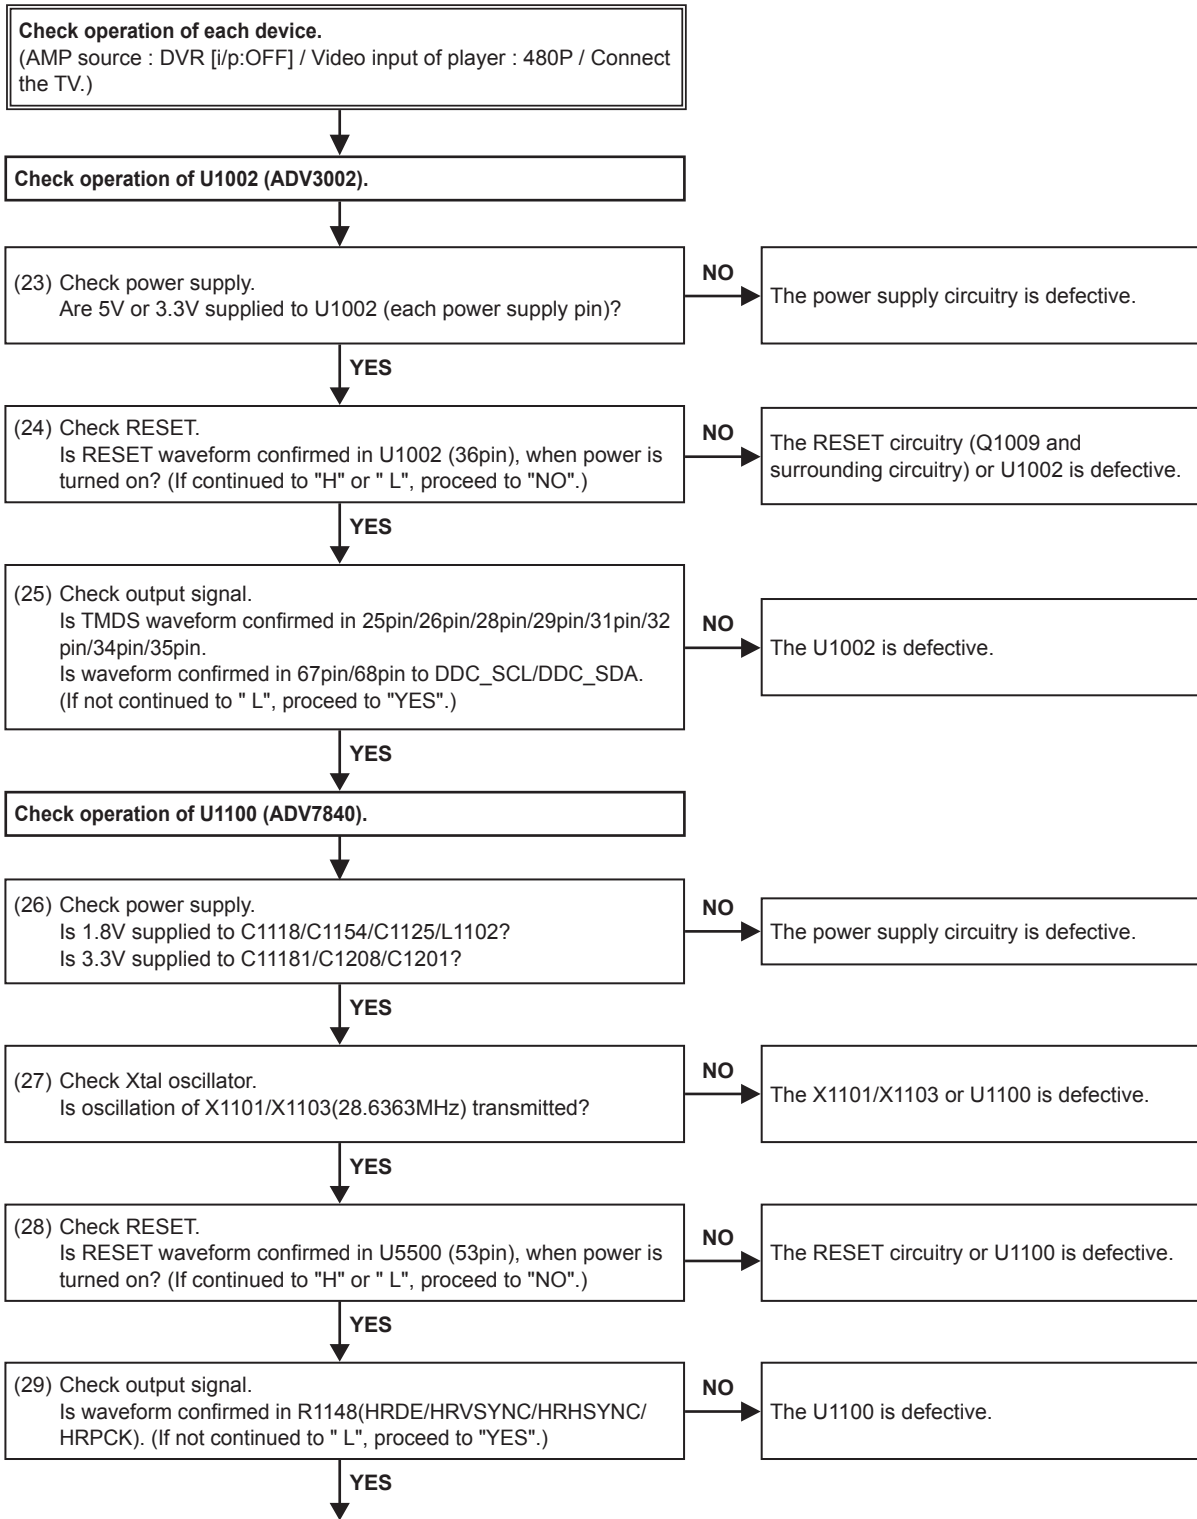 Check operation of each device.
(AMP source : DVR [i/p:OFF] / Video input of player : 480P / Connect
the TV.)
Check operation of U1002 (ADV3002).
(23) Check power supply.
Are 5V or 3.3V supplied to U1002 (each power supply pin)?
NO
The power supply circuitry is defective.
YES
(24) Check RESET.
Is RESET waveform confirmed in U1002 (36pin), when power is
turned on? (If continued to "H" or " L", proceed to "NO".)
NO
The RESET circuitry (Q1009 and
surrounding circuitry) or U1002 is defective.
YES
(25) Check output signal.
Is TMDS waveform confirmed in 25pin/26pin/28pin/29pin/31pin/32
pin/34pin/35pin.
Is waveform confirmed in 67pin/68pin to DDC_SCL/DDC_SDA.
(If not continued to " L", proceed to "YES".)
NO
The U1002 is defective.
YES
Check operation of U1100 (ADV7840).
(26) Check power supply.
Is 1.8V supplied to C1118/C1154/C1125/L1102?
Is 3.3V supplied to C11181/C1208/C1201?
NO
The power supply circuitry is defective.
YES
(27) Check Xtal oscillator.
Is oscillation of X1101/X1103(28.6363MHz) transmitted?
NO
The X1101/X1103 or U1100 is defective.
YES
(28) Check RESET.
Is RESET waveform confirmed in U5500 (53pin), when power is
turned on? (If continued to "H" or " L", proceed to "NO".)
NO
The RESET circuitry or U1100 is defective.
YES
(29) Check output signal.
Is waveform confirmed in R1148(HRDE/HRVSYNC/HRHSYNC/
HRPCK). (If not continued to " L", proceed to "YES".)
NO
The U1100 is defective.
YES